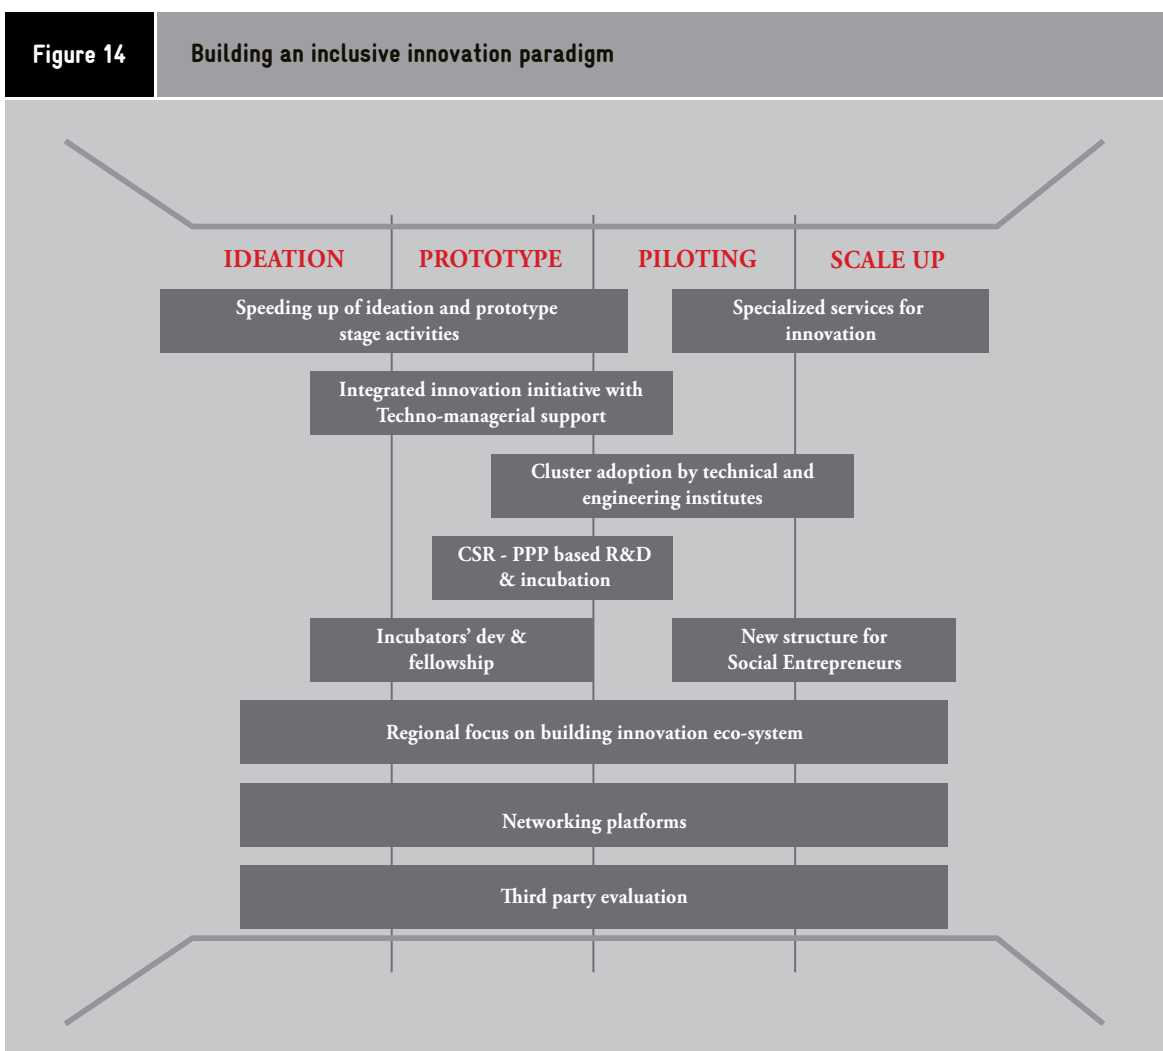 Figure 14
Building an inclusive innovation paradigm
IDEATION
PROTOTYPE
PILOTING
SCALE UP
Speeding up of ideation and prototype
stage activities
Specialized services for
innovation
Integrated innovation initiative with
Techno-managerial support
Cluster adoption by technical and
engineering institutes
CSR - PPP based R&D
& incubation
Incubators’ dev &
fellowship
New structure for
Social Entrepreneurs
Regional focus on building innovation eco-system
Networking platforms
Third party evaluation